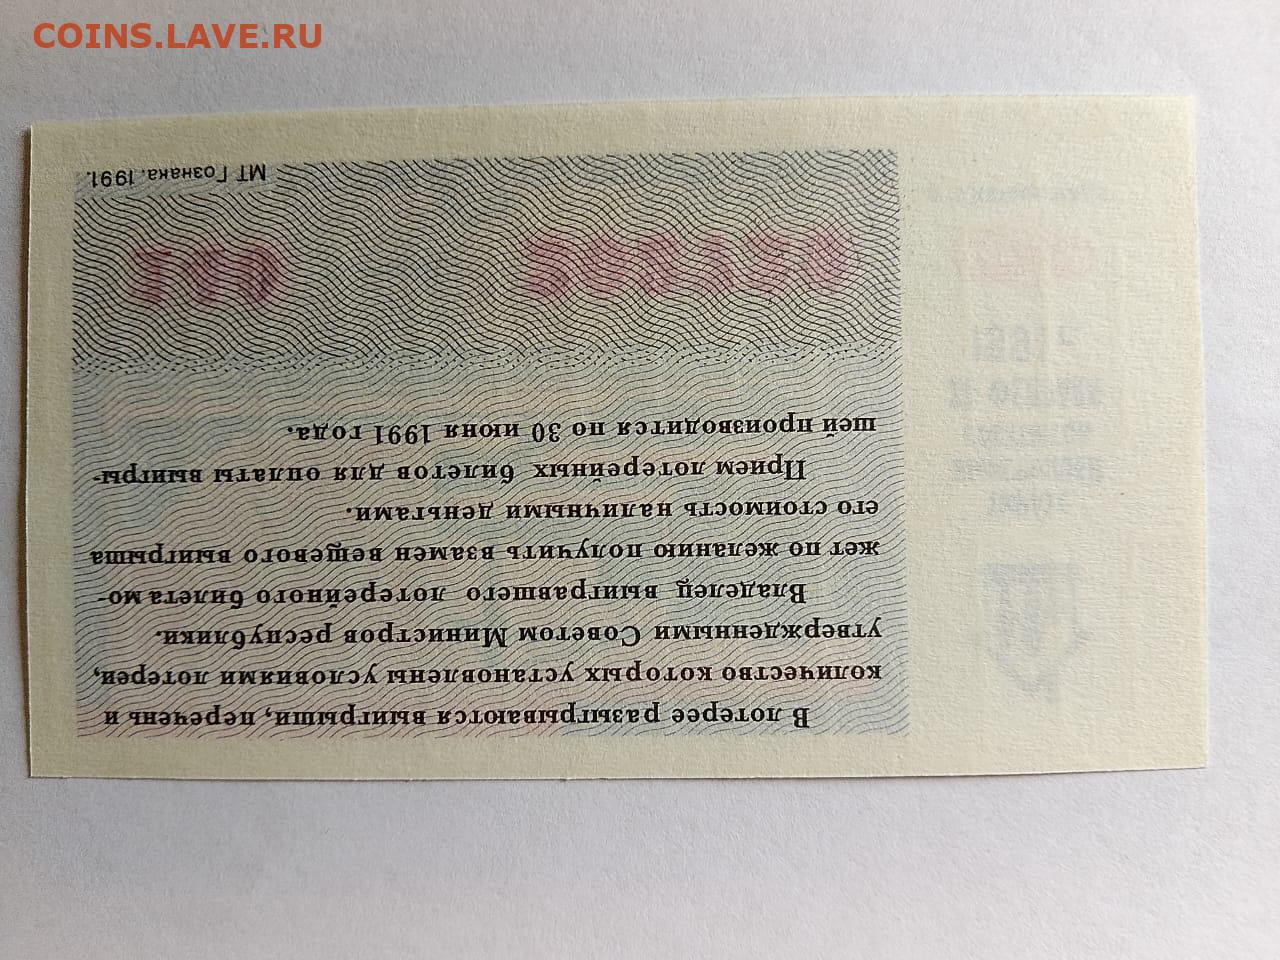 COINS.LAVE.RU
В лотерее разыгрываются выигрыши, перечень и
количество которых установлены условиями лотереи,
утвержденными Советом Министров республики.
Владелец выигравшего лотерейного билета мо-
жет по желанию получить взамен вещевого выигрыша
его стоимость наличными деньгами.
Прием лотерейных билетов для оплаты выигры-
шей производится по 30 июня 1991 года.
МТ Гознака. 1991.